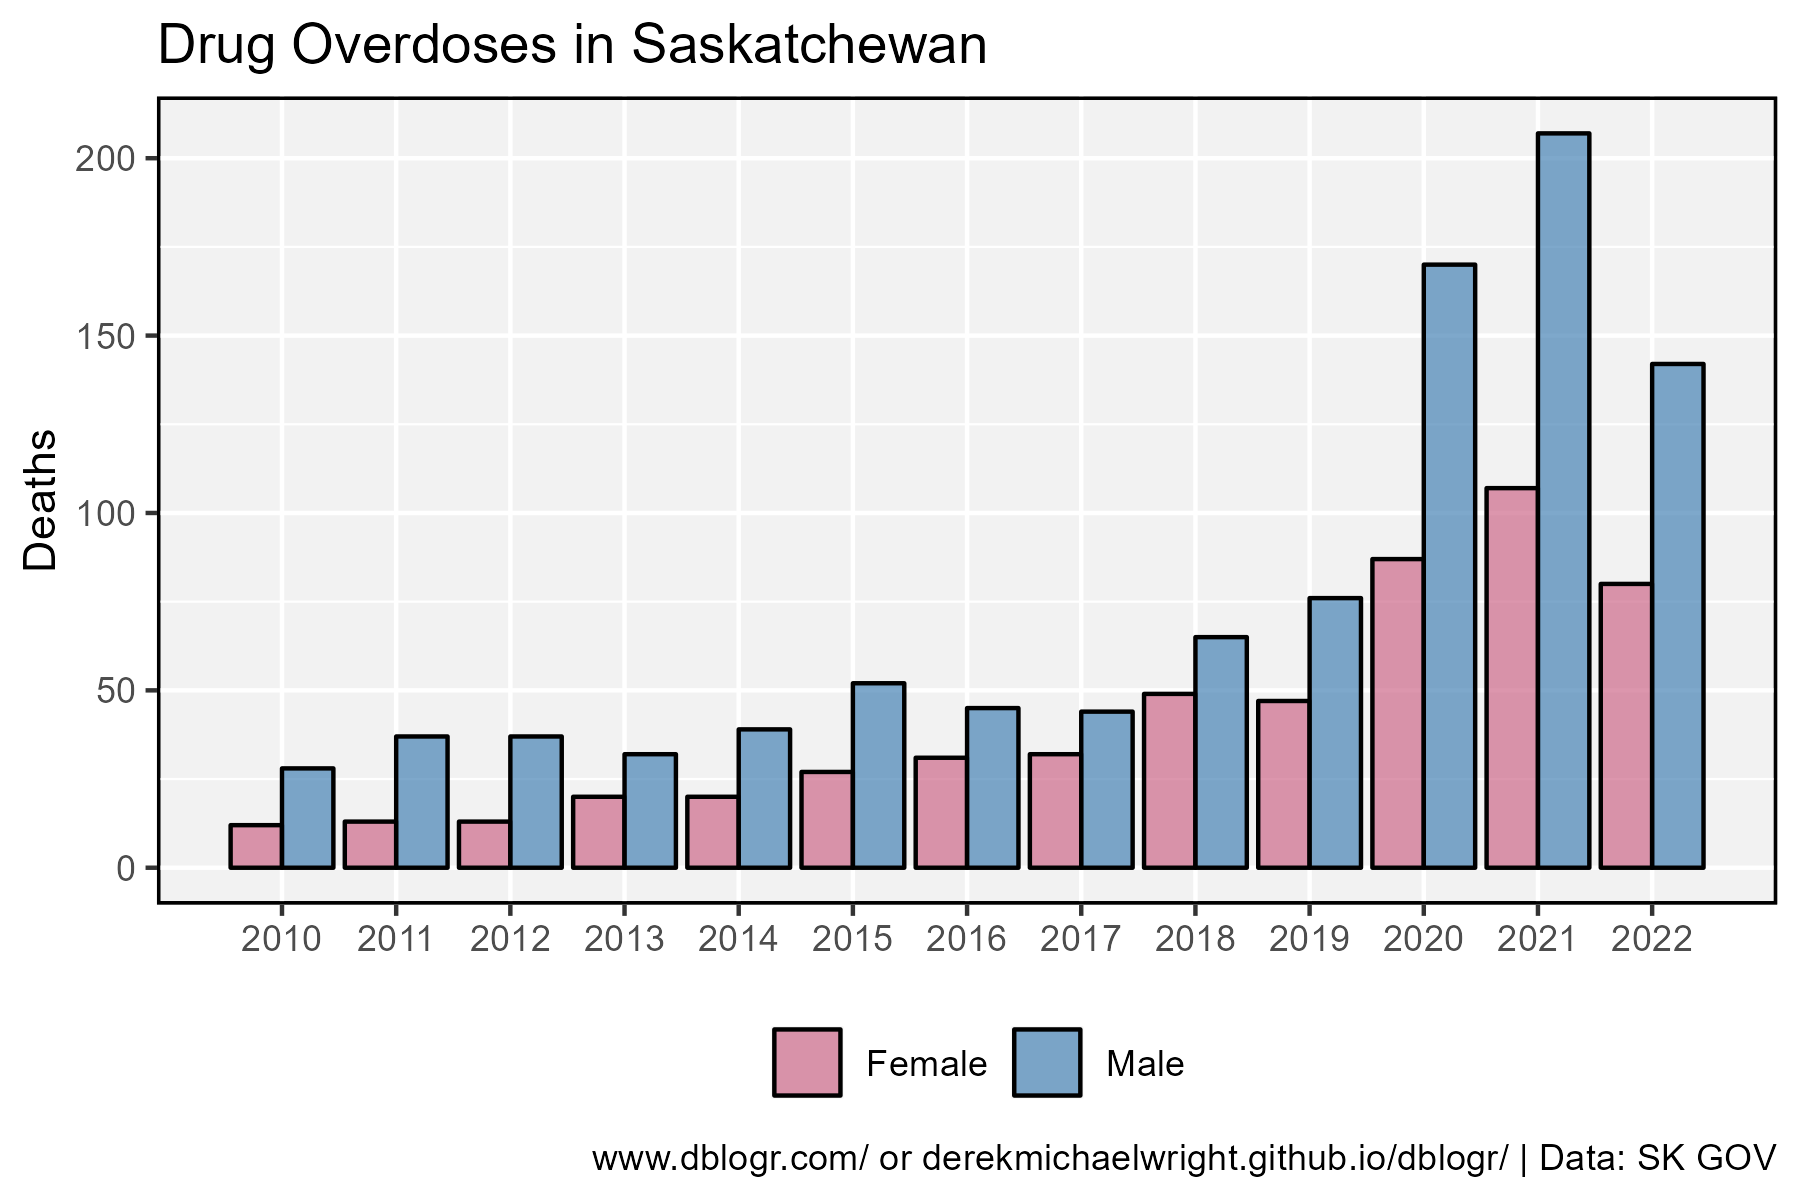 Drug Overdoses in Saskatchewan
Deaths
200
150
100
50
0
2010 2011 2012 2013 2014 2015 2016 2017 2018 2019 2020 2021 2022
Female Male
www.dblogr.com/ or derekmichaelwright.github.io/dblogr/ | Data: SK GOV